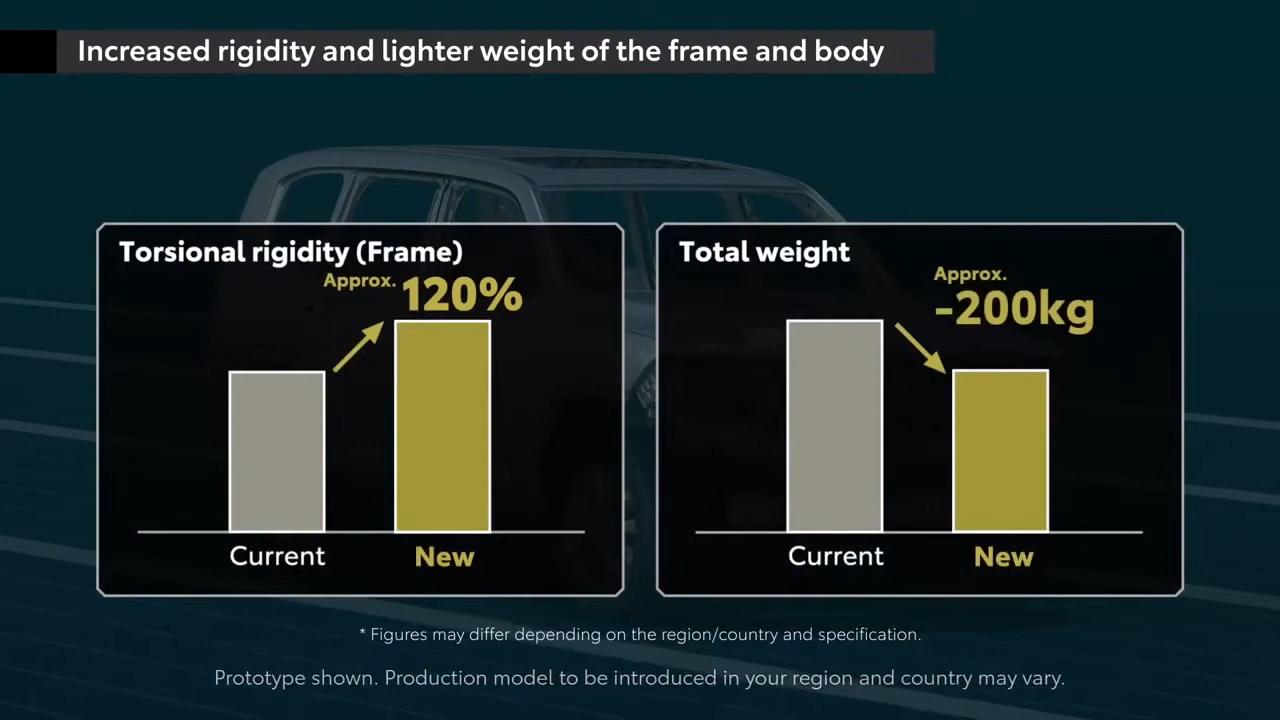 Increased rigidity and lighter weight of the frame and body
Torsional rigidity (Frame)
Approx. 120%
Current
New
Total weight
Approx.
-200kg
Current
New
* Figures may differ depending on the region/country and specification.
Prototype shown. Production model to be introduced in your region and country may vary.